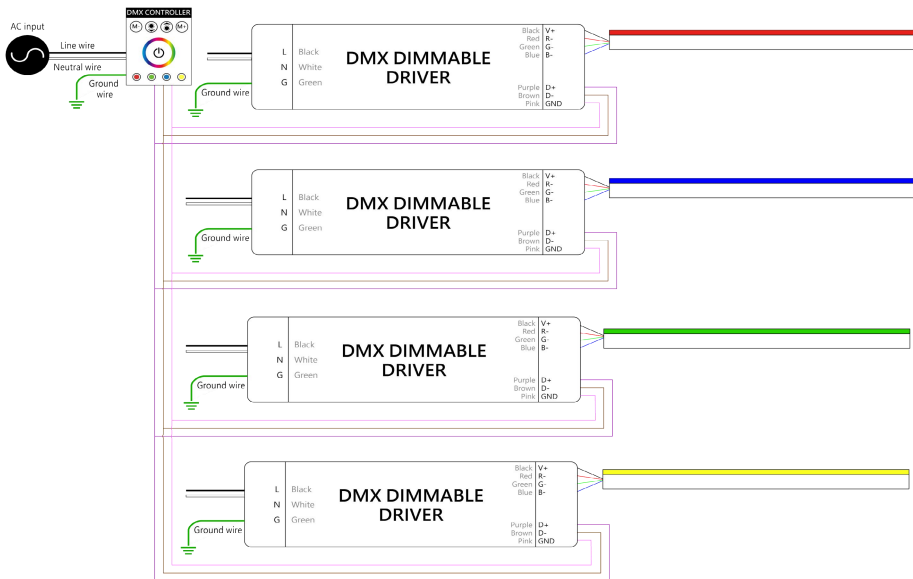 DMX CONTROLLER
M- M+
AC input
Line wire
Neutral wire
Ground
wire
L Black
N White
G Green
Ground wire
DMX DIMMABLE
DRIVER
Black V+
Red R-
Green G-
Blue B-
Purple D+
Brown D-
Pink GND
L Black
N White
G Green
Ground wire
DMX DIMMABLE
DRIVER
Black V+
Red R-
Green G-
Blue B-
Purple D+
Brown D-
Pink GND
L Black
N White
G Green
Ground wire
DMX DIMMABLE
DRIVER
Black V+
Red R-
Green G-
Blue B-
Purple D+
Brown D-
Pink GND
L Black
N White
G Green
Ground wire
DMX DIMMABLE
DRIVER
Black V+
Red R-
Green G-
Blue B-
Purple D+
Brown D-
Pink GND